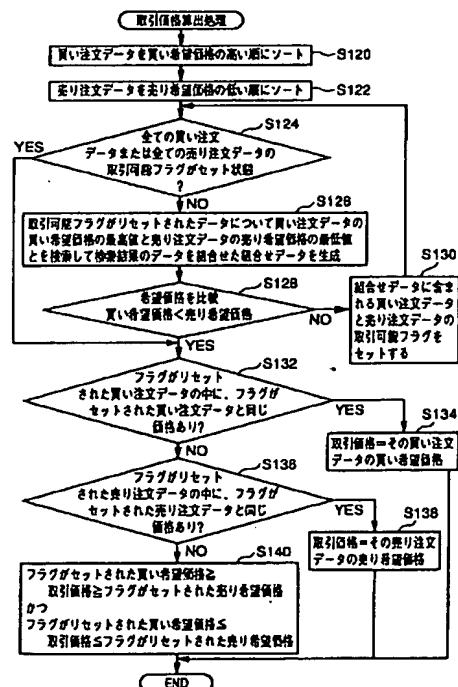 取引価格算出処理
買い注文データを買い希望価格の高い順にソート
S120
売り注文データを売り希望価格の低い順にソート
S122
S124
全ての買い注文
データまたは全ての売り注文データの
取引可能フラグがセット状態
?
YES
NO
S126
取引可能フラグがリセットされたデータについて買い注文データの
買い希望価格の最高値と売り注文データの売り希望価格の最低値
とを検索して検索結果のデータを組合せた組合せデータを生成
S128
希望価格を比較
買い希望価格<売り希望価格
NO
YES
S130
組合せデータに含ま
れる買い注文データ
と売り注文データの
取引可能フラグを
セットする
S132
フラグがリセット
された買い注文データの中に、フラグが
セットされた買い注文データと同じ
価格あり?
YES
NO
S134
取引価格=その買い注文
データの買い希望価格
S136
フラグがリセット
された売り注文データの中に、フラグが
セットされた売り注文データと同じ
価格あり?
YES
NO
S138
取引価格=その売り注文
データの売り希望価格
S140
フラグがセットされた買い希望価格≧
取引価格≧フラグがセットされた売り希望価格
かつ
フラグがリセットされた買い希望価格≦
取引価格≦フラグがリセットされた売り希望価格
END